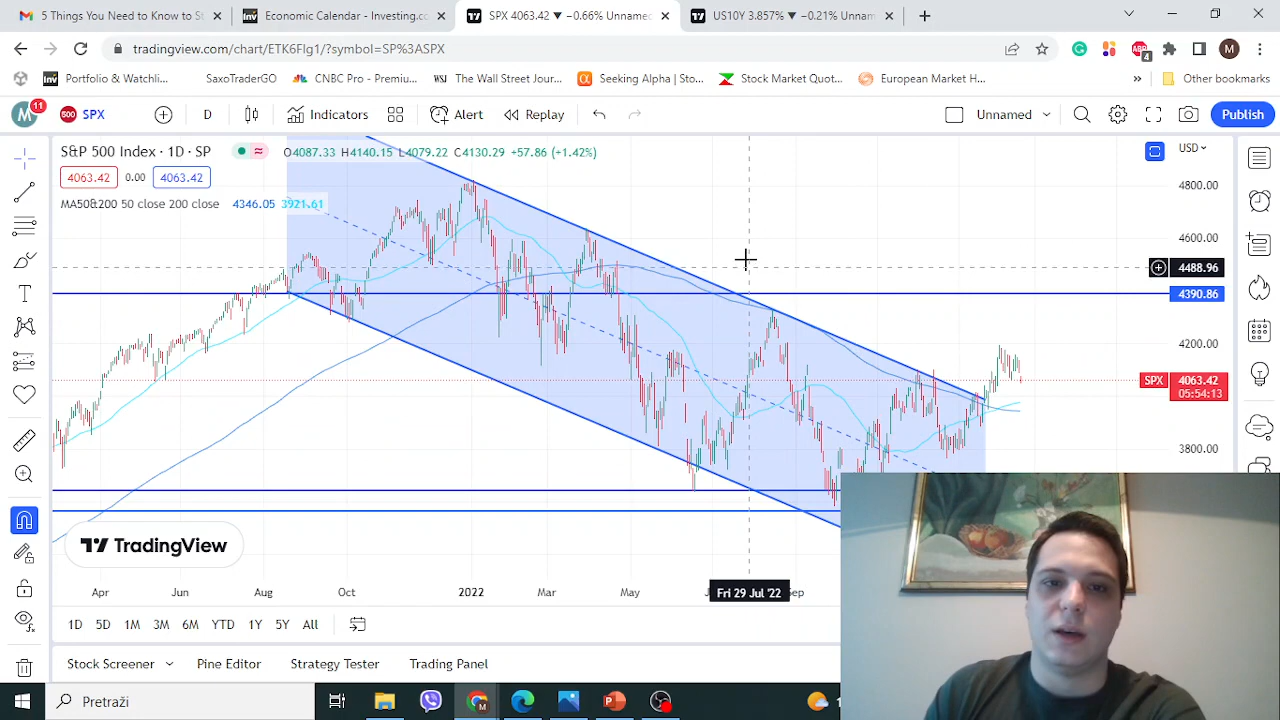 5 Things You Need to Know to St
Economic Calendar - Investing.co
SPX 4063.42 ▼ −0.66% Unname
US10Y 3.857% ▼ −0.21% Unnam
tradingview.com/chart/ETK6FIg1/?symbol=SP%3ASPX
4
M
Portfolio & Watchli...
SaxoTraderGO
CNBC Pro - Premiu...
The Wall Street Jour...
Seeking Alpha | Sto...
Stock Market Quot...
European Market H...
»
Other bookmarks
M
11
500
SPX
D
Indicators
Alert
Replay
Unnamed
Publish
S&P 500 Index · 1D · SP
O4087.33 H4140.15 L4079.22 C4130.29 +57.86 (+1.42%)
USD
4063.42
0.00
4063.42
MA50&200 50 close 200 close 4346.05 3921.61
4800.00
4600.00
4488.96
4390.86
4200.00
SPX
4063.42
05:54:13
3800.00
TradingView
Apr
Jun
Aug
Oct
2022
Mar
May
Fri 29 Jul '22
Sep
1D
5D
1M
3M
6M
YTD
1Y
5Y
All
Stock Screener
Pine Editor
Strategy Tester
Trading Panel
Pretraži